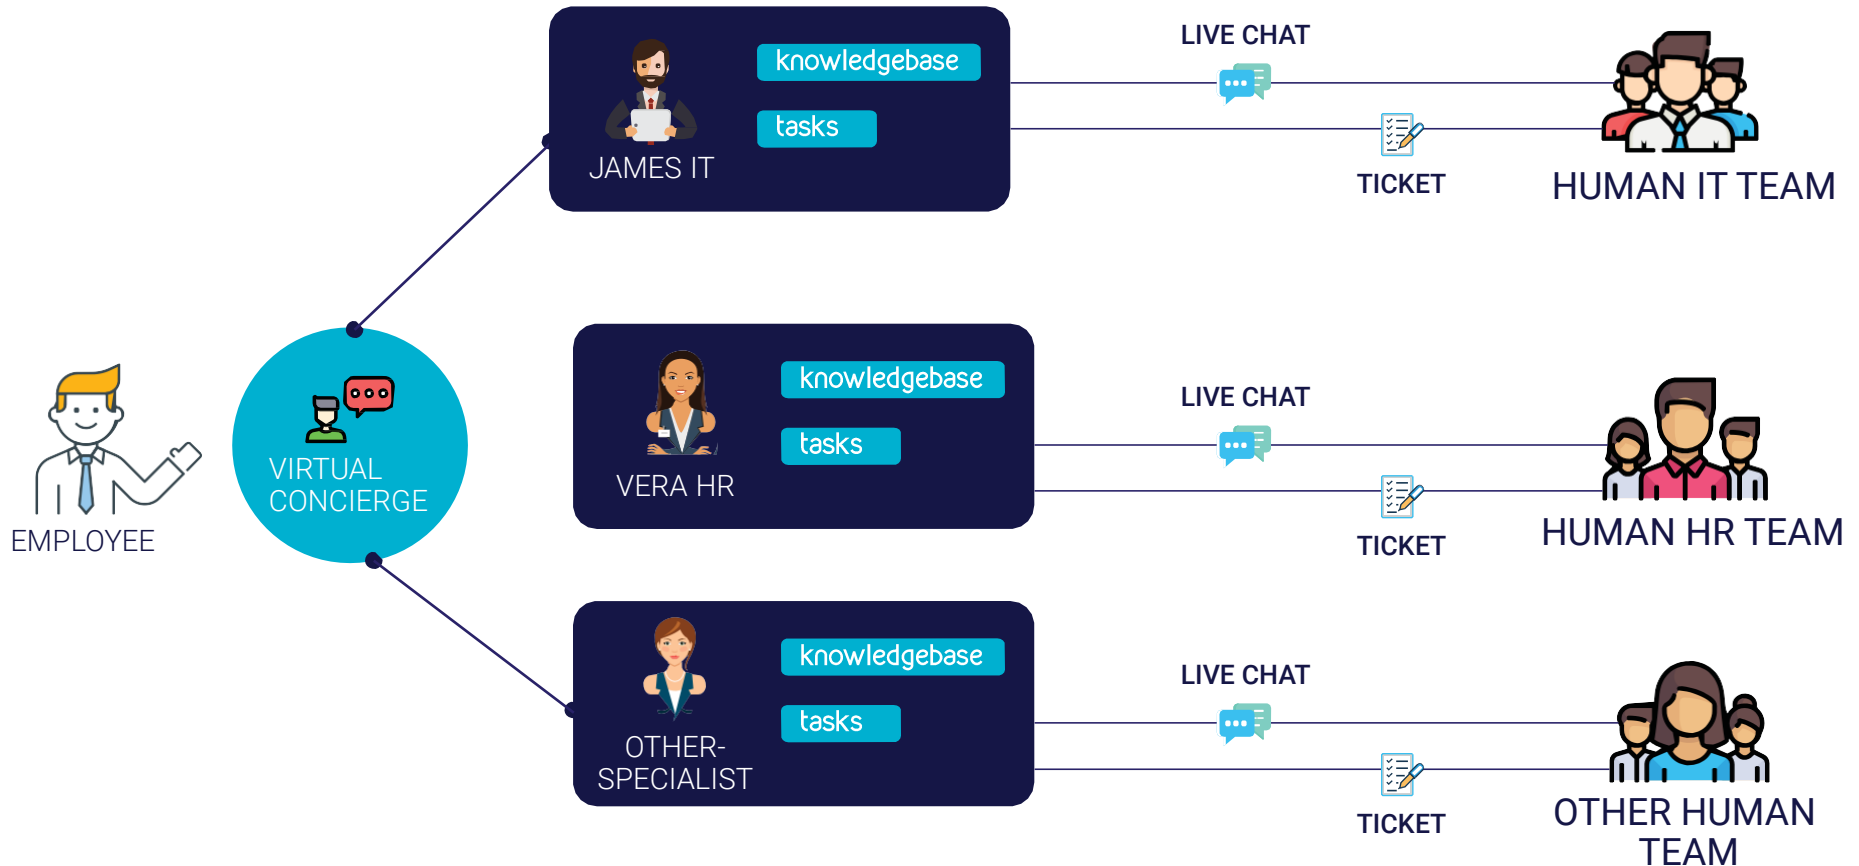 LIVE CHAT
knowledgebase
tasks
JAMES IT
TICKET
HUMAN IT TEAM
EMPLOYEE
VIRTUAL
CONCIERGE
knowledgebase
tasks
VERA HR
LIVE CHAT
TICKET
HUMAN HR TEAM
knowledgebase
tasks
OTHER-
SPECIALIST
LIVE CHAT
TICKET
OTHER HUMAN
TEAM